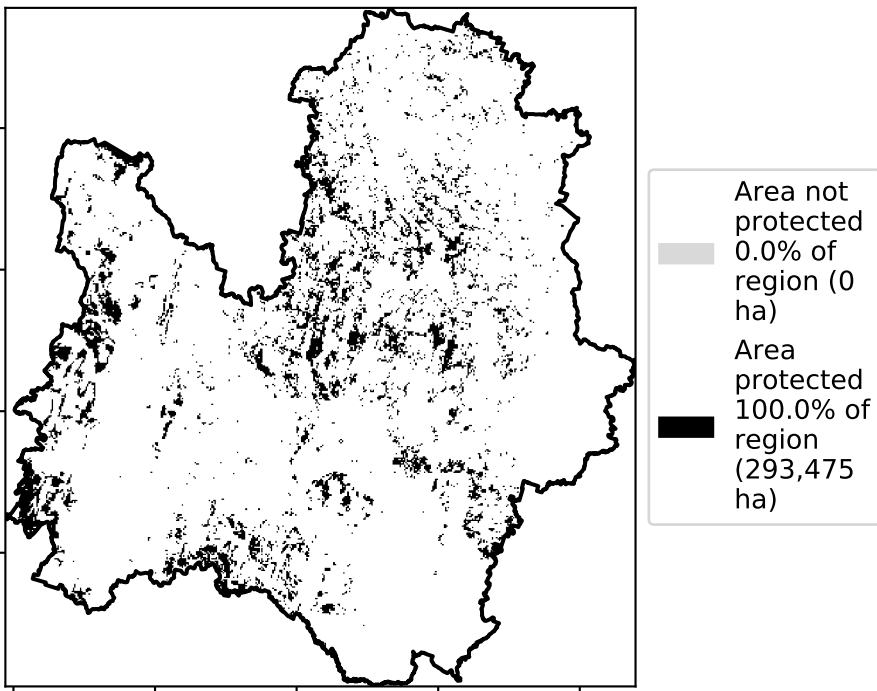 Area not
protected
0.0% of
region (0
ha)
Area
protected
100.0% of
region
(293,475
ha)